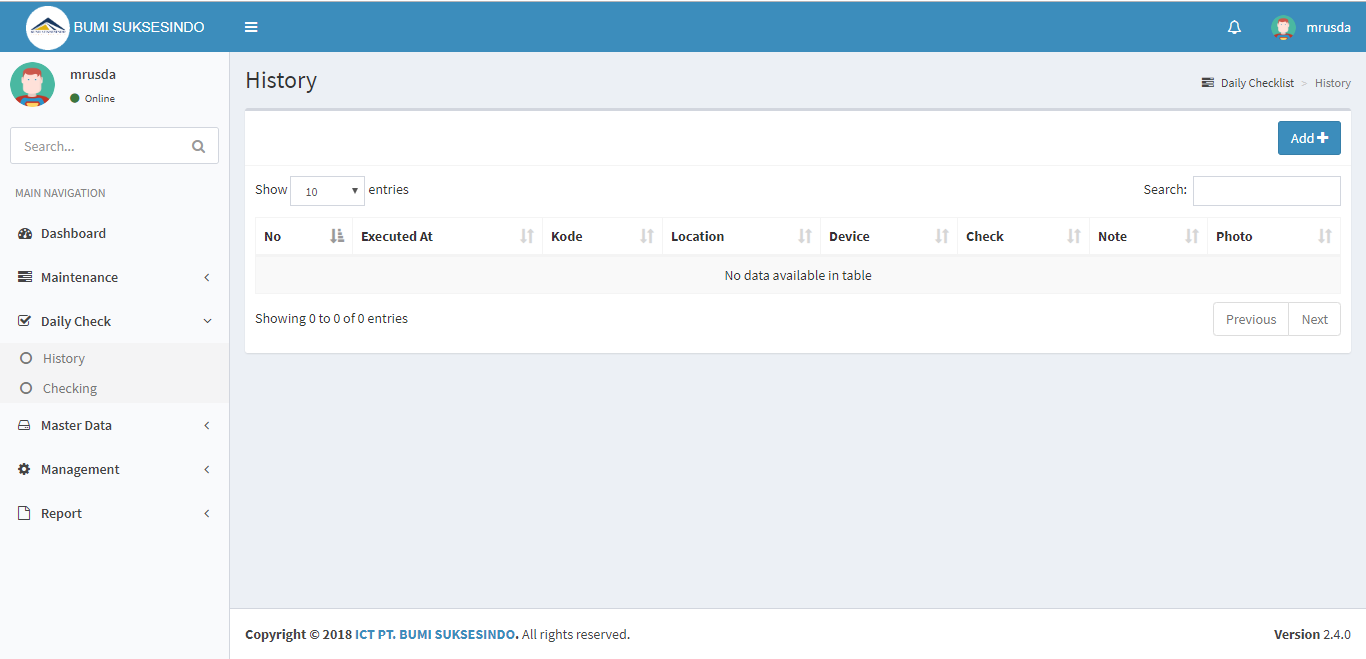 BUMI SUKSESINDO
mrusda
mrusda
Online
Search...
MAIN NAVIGATION
Dashboard
Maintenance
Daily Check
History
Checking
Master Data
Management
Report
History
Daily Checklist > History
Add
Show 10 entries
Search:
No Executed At Kode Location Device Check Note Photo
No data available in table
Showing 0 to 0 of 0 entries
Previous Next
Copyright © 2018 ICT PT. BUMI SUKSESINDO. All rights reserved.
Version 2.4.0